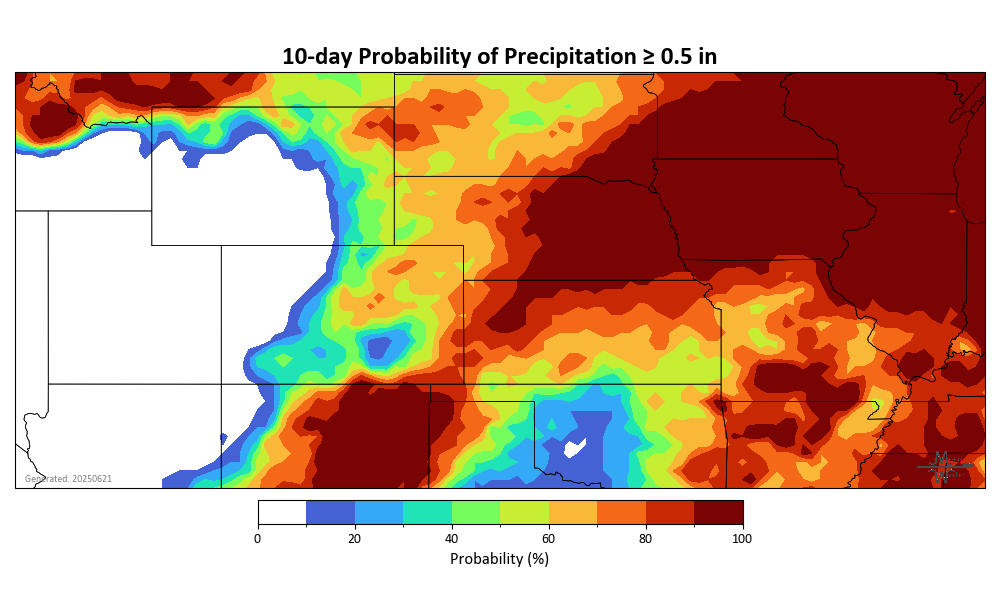 10-day Probability of Precipitation ≥ 0.5 in
Generated: 20250621
0 20 40 60 80 100
Probability (%)